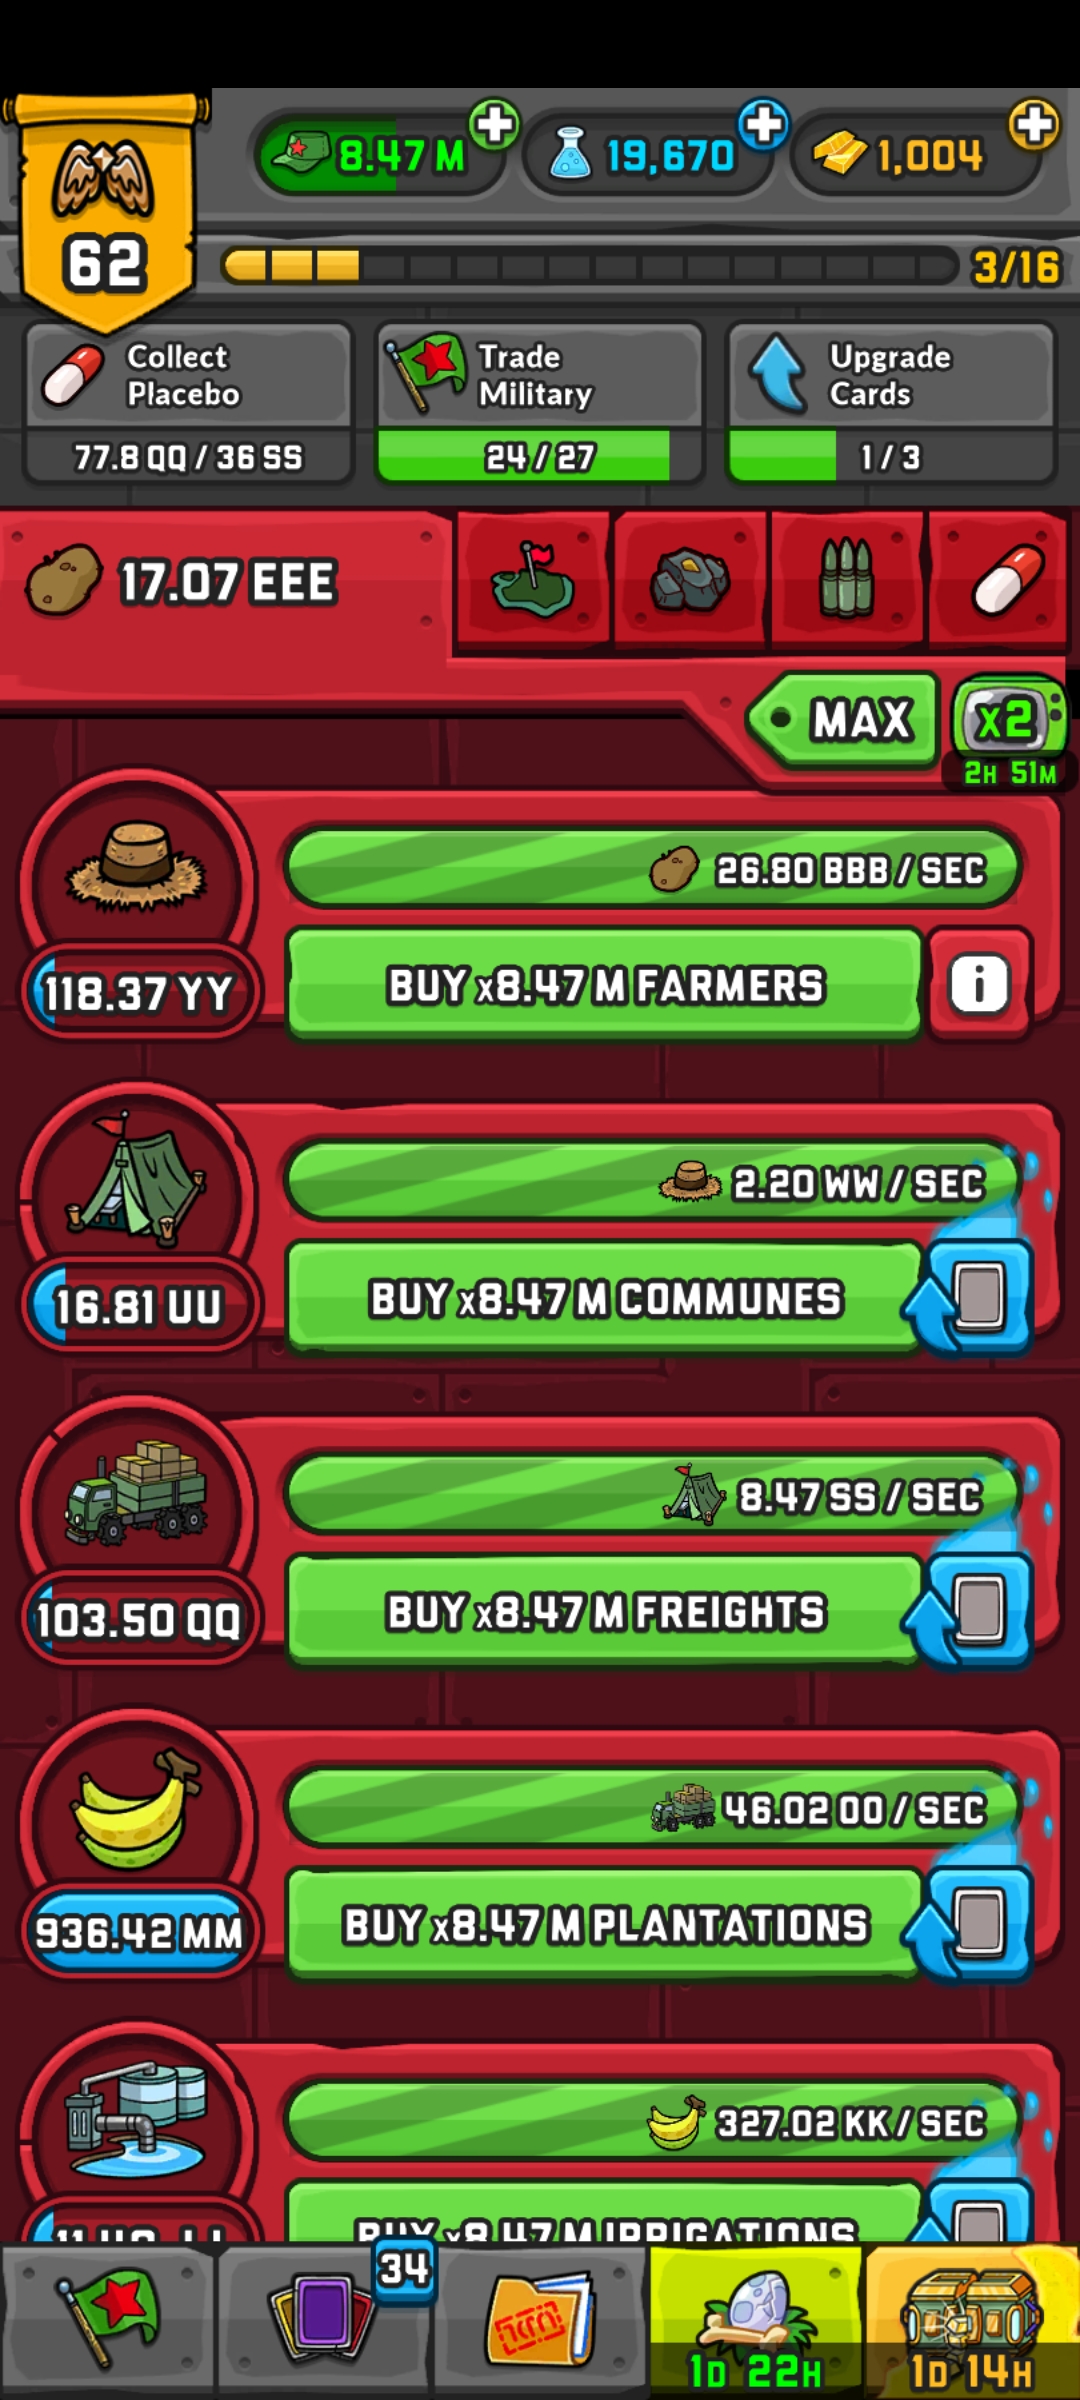 62
8.47 M
19,670
1,004
3/16
Collect
Placebo
77.8 QQ / 36 SS
Trade
Military
24 / 27
Upgrade
Cards
1 / 3
17.07 EEE
MAX
x2
2H 51M
26.80 BBB / SEC
118.37 YY
BUY x8.47 M FARMERS
i
2.20 WW / SEC
16.81 UU
BUY x8.47 M COMMUNES
8.47 SS / SEC
103.50 QQ
BUY x8.47 M FREIGHTS
46.02 OO / SEC
936.42 MM
BUY x8.47 M PLANTATIONS
327.02 KK / SEC
BUY x8.47 M IRRIGATIONS
34
1D 22H
1D 14H